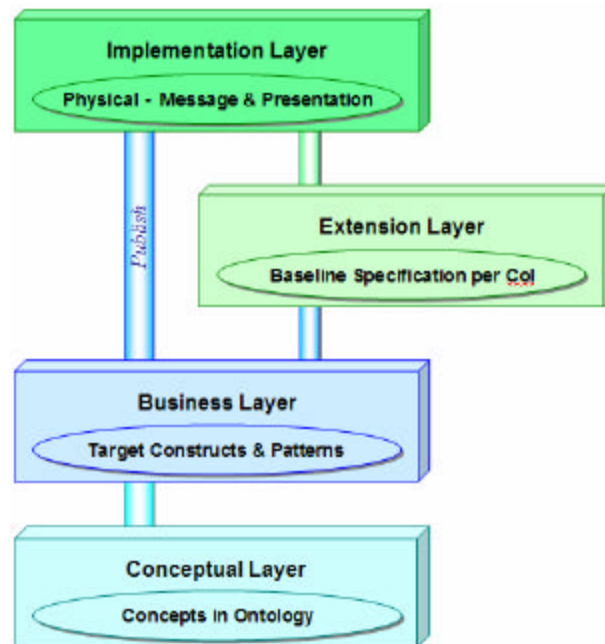 Implementation Layer
Physical - Message & Presentation
Publish
Extension Layer
Baseline Specification per CoI
Business Layer
Target Constructs & Patterns
Conceptual Layer
Concepts in Ontology